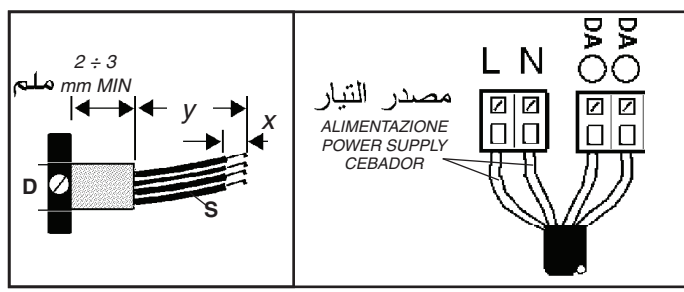 2 ÷ 3
ملم mm MIN
y
x
D
S
L N
DA DA
مصدر التيار
ALIMENTAZIONE
POWER SUPPLY
CEBADOR